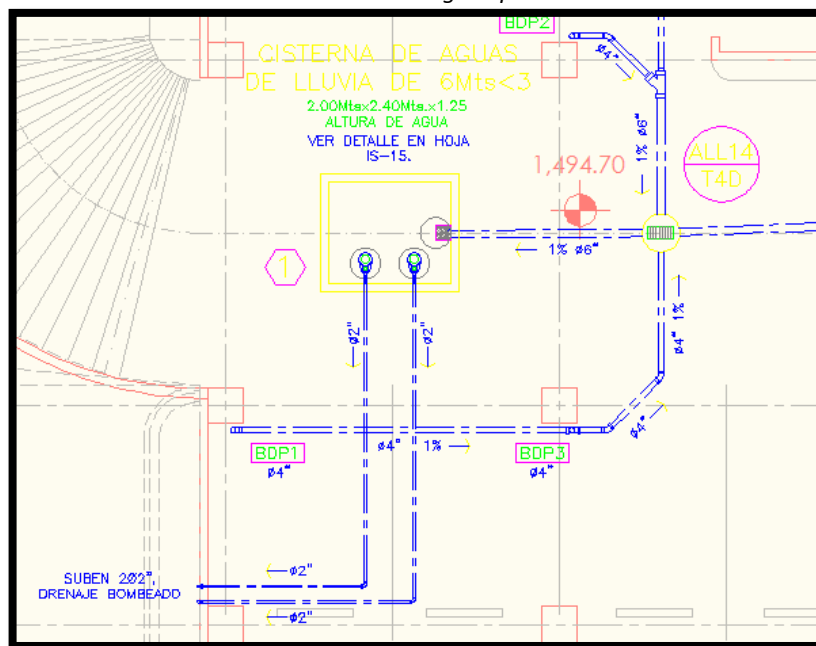 BDP2
ø4"
CISTERNA DE AGUAS
DE LLUVIA DE 6Mts<3
2.00Mtsx2.40Mts.x1.25
ALTURA DE AGUA
VER DETALLE EN HOJA
IS-15.
1% ø6"
1,494.70
ALL14
T4D
1% ø6"
1
ø2"
ø2"
ø4" 1%
ø4"
BDP1
ø4"
ø4" 1%
BDP3
ø4"
SUBEN 2Ø2",
DRENAJE BOMBEADO
ø2"
ø2"